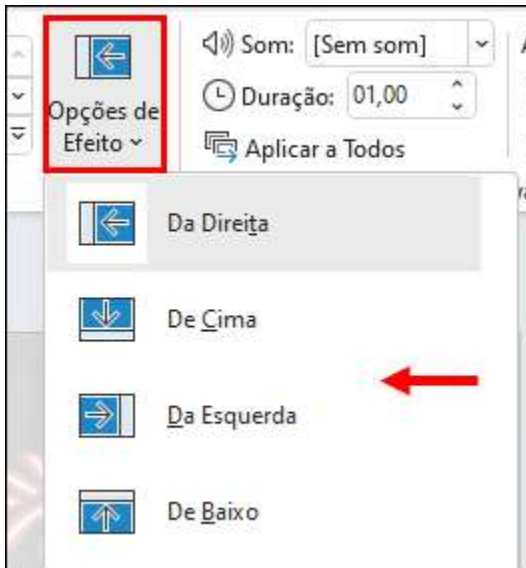 Som: [Sem som]
Opções de
Efeito
Duração: 01,00
Aplicar a Todos
Da Direita
De Cima
Da Esquerda
De Baixo